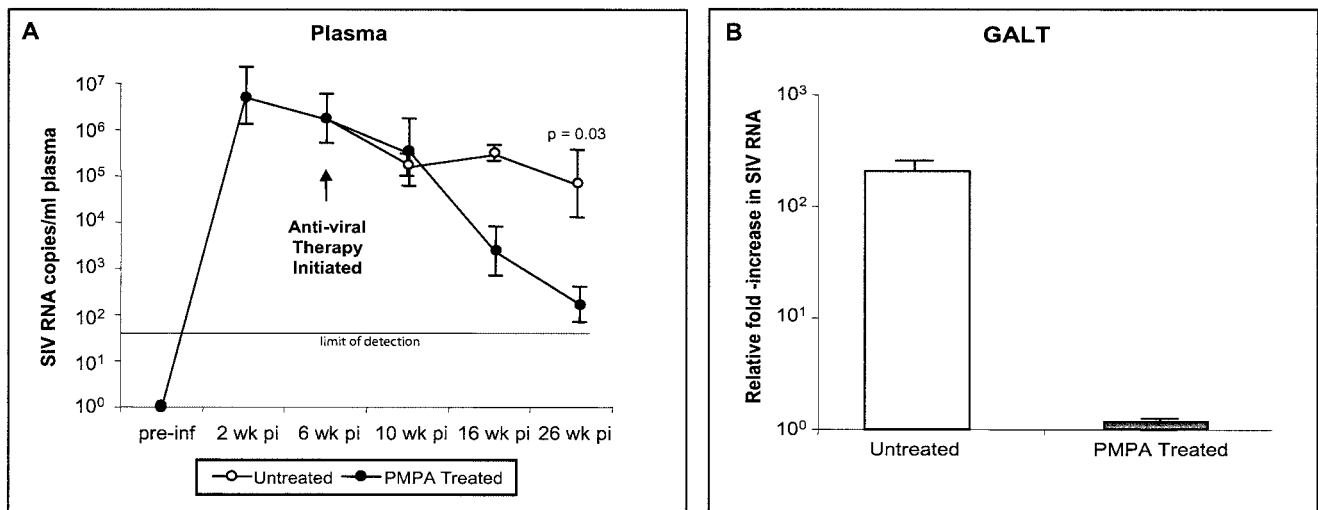 A
Plasma
SIV RNA copies/ml plasma
10⁷
10⁶
10⁵
10⁴
10³
10²
10¹
10⁰
p = 0.03
Anti-viral
Therapy
Initiated
limit of detection
pre-inf 2 wk pi 6 wk pi 10 wk pi 16 wk pi 26 wk pi
Untreated PMPA Treated
B
GALT
Relative fold -increase in SIV RNA
10³
10²
10¹
10⁰
Untreated PMPA Treated